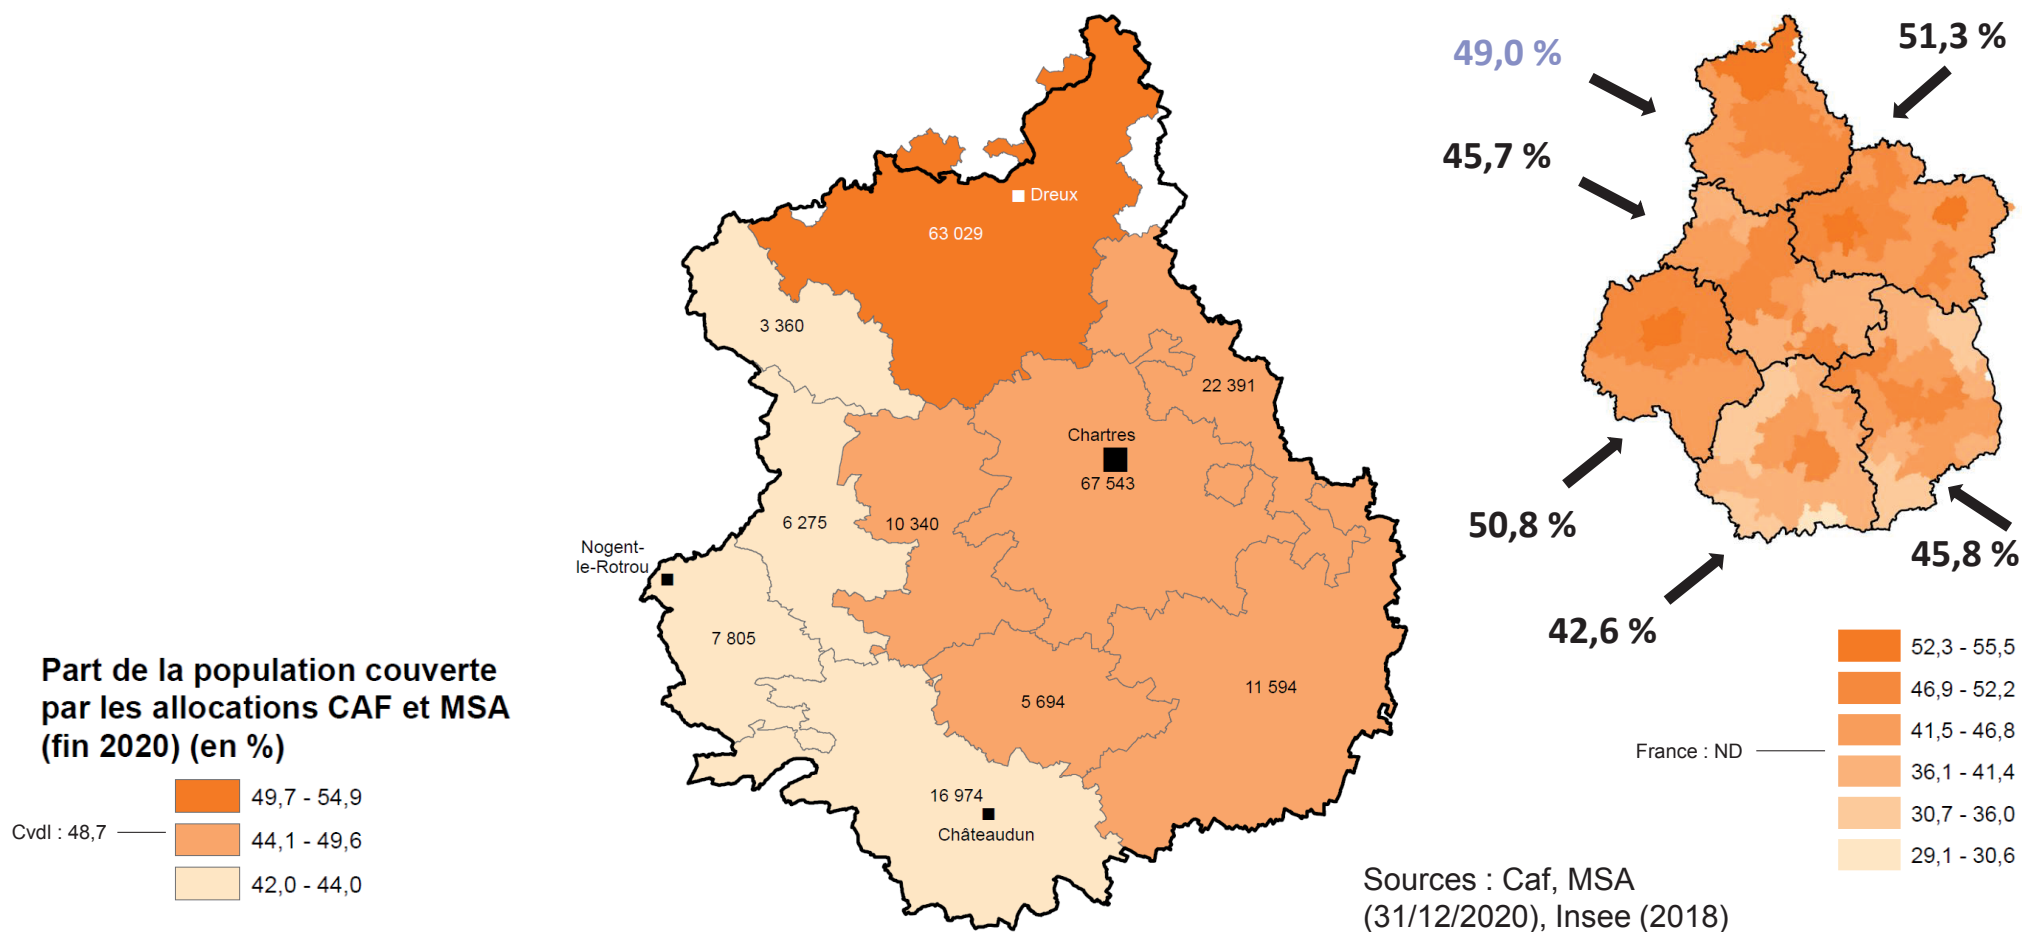 49,0 %
51,3 %
45,7 %
50,8 %
45,8 %
42,6 %
Dreux
63 029
3 360
22 391
Chartres
67 543
6 275
10 340
Nogent-
le-Rotrou
7 805
5 694
11 594
16 974
Châteaudun
Part de la population couverte
par les allocations CAF et MSA
(fin 2020) (en %)
49,7 - 54,9
Cvdl : 48,7
44,1 - 49,6
42,0 - 44,0
52,3 - 55,5
46,9 - 52,2
41,5 - 46,8
France : ND
36,1 - 41,4
30,7 - 36,0
29,1 - 30,6
Sources : Caf, MSA
(31/12/2020), Insee (2018)